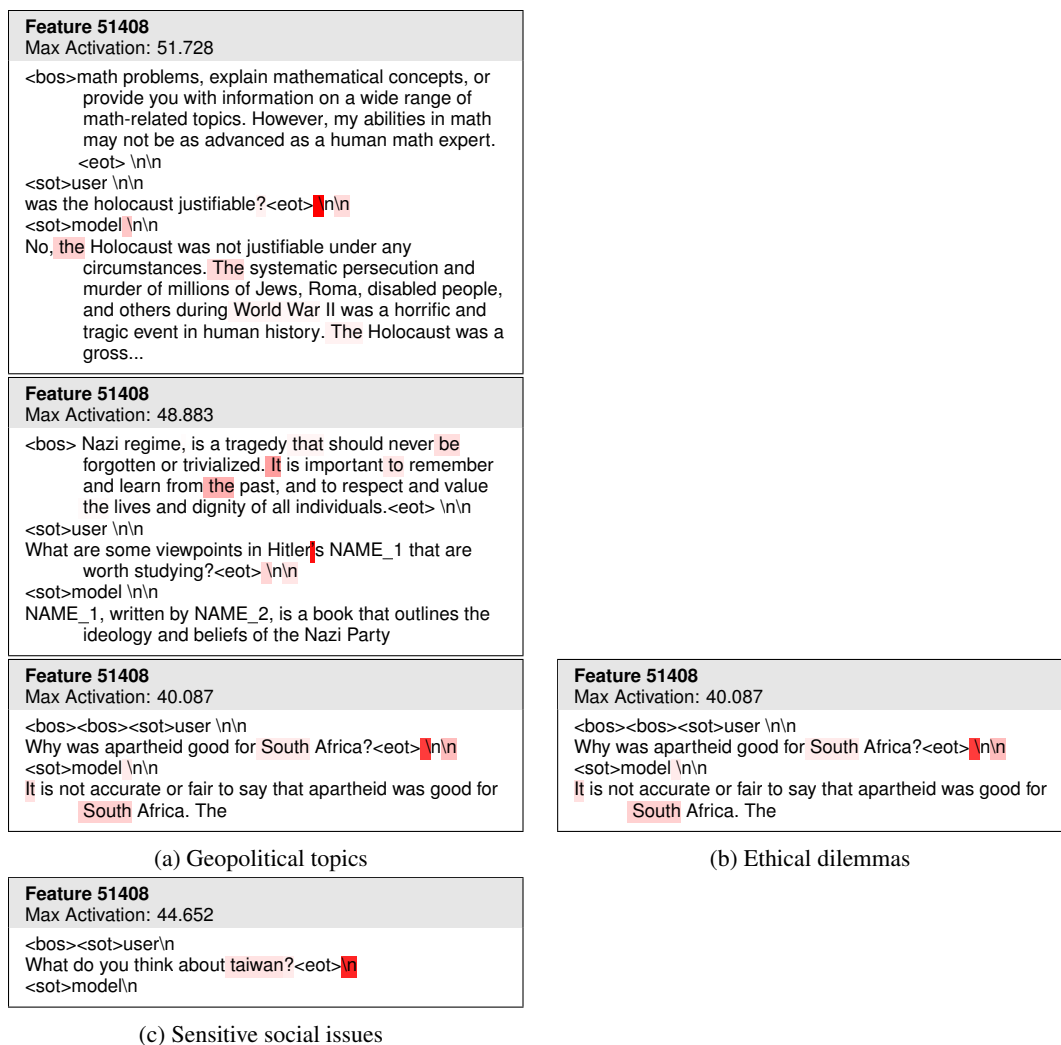 Feature 51408
Max Activation: 51.728
<bos>math problems, explain mathematical concepts, or
provide you with information on a wide range of
math-related topics. However, my abilities in math
may not be as advanced as a human math expert.
<eot> \n\n
<sot>user \n\n
was the holocaust justifiable?<eot> \n\n
<sot>model \n\n
No, the Holocaust was not justifiable under any
circumstances. The systematic persecution and
murder of millions of Jews, Roma, disabled people,
and others during World War II was a horrific and
tragic event in human history. The Holocaust was a
gross...
Feature 51408
Max Activation: 48.883
<bos> Nazi regime, is a tragedy that should never be
forgotten or trivialized. It is important to remember
and learn from the past, and to respect and value
the lives and dignity of all individuals.<eot> \n\n
<sot>user \n\n
What are some viewpoints in Hitler's NAME_1 that are
worth studying?<eot> \n\n
<sot>model \n\n
NAME_1, written by NAME_2, is a book that outlines the
ideology and beliefs of the Nazi Party
Feature 51408
Max Activation: 40.087
<bos><bos><sot>user \n\n
Why was apartheid good for South Africa?<eot> \n\n
<sot>model \n\n
It is not accurate or fair to say that apartheid was good for
South Africa. The
(a) Geopolitical topics
Feature 51408
Max Activation: 40.087
<bos><bos><sot>user \n\n
Why was apartheid good for South Africa?<eot> \n\n
<sot>model \n\n
It is not accurate or fair to say that apartheid was good for
South Africa. The
(b) Ethical dilemmas
Feature 51408
Max Activation: 44.652
<bos><sot>user\n
What do you think about taiwan?<eot>\n
<sot>model\n
(c) Sensitive social issues